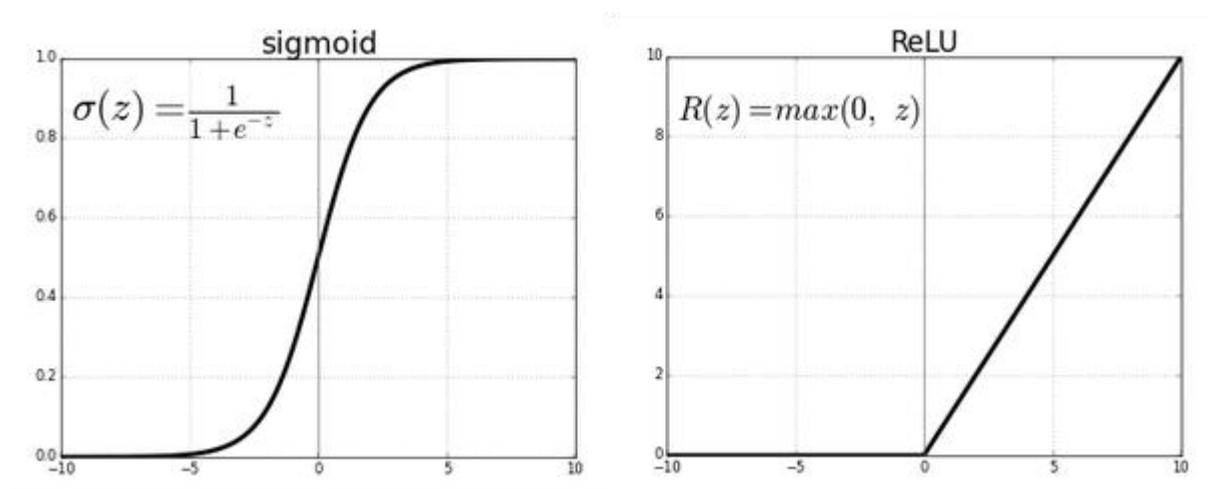 sigmoid
σ(z) = 1/(1+e^{-z})
1.0
0.8
0.6
0.4
0.2
0.0
−10 −5 0 5 10
ReLU
R(z) = max(0, z)
10
8
6
4
2
0
−10 −5 0 5 10